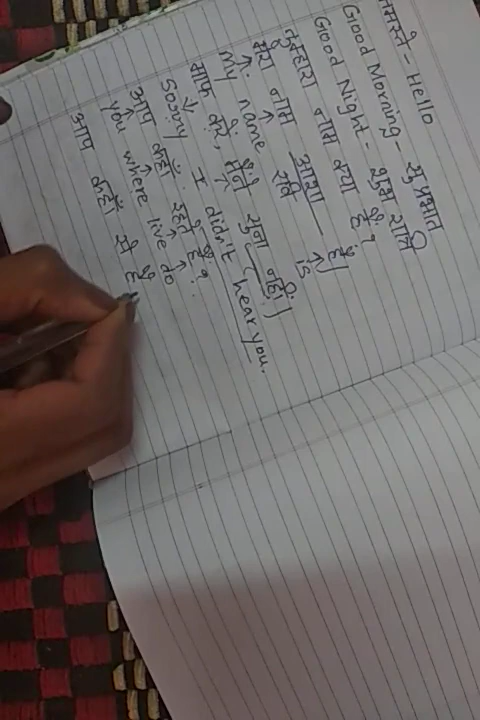 नमस्ते - Hello
Good Morning - सुप्रभात
Good Night - शुभ रात्रि
तुम्हारा नाम क्या है?
मेरा नाम आशा है।
रवि
My name is
माफ करें, मैंने सुना नहीं।
Sorry I didn't hear you.
आप कहाँ रहते हैं?
you where live do
आप कहाँ से हैं